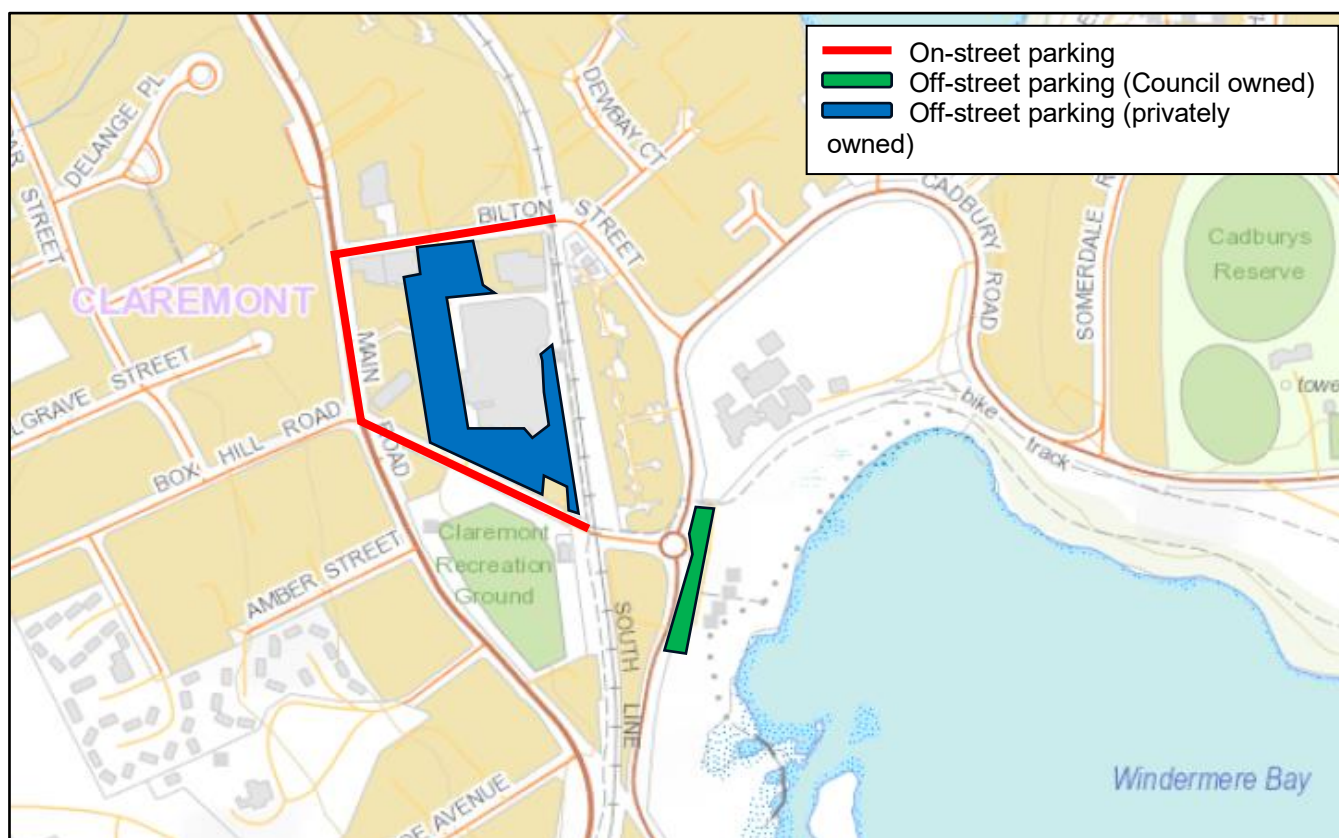 On-street parking
Off-street parking (Council owned)
Off-street parking (privately
owned)
DELANGE PL
STREET
DEWBAY CT
BILTON
STREET
CADBURY
ROAD
SOMERDALE
Cadburys
Reserve
CLAREMONT
MAIN
ROAD
LGRAVE STREET
BOX HILL ROAD
bike
track
towe
AMBER STREET
Claremont
Recreation
Ground
SOUTH LINE
DE AVENUE
Windermere Bay